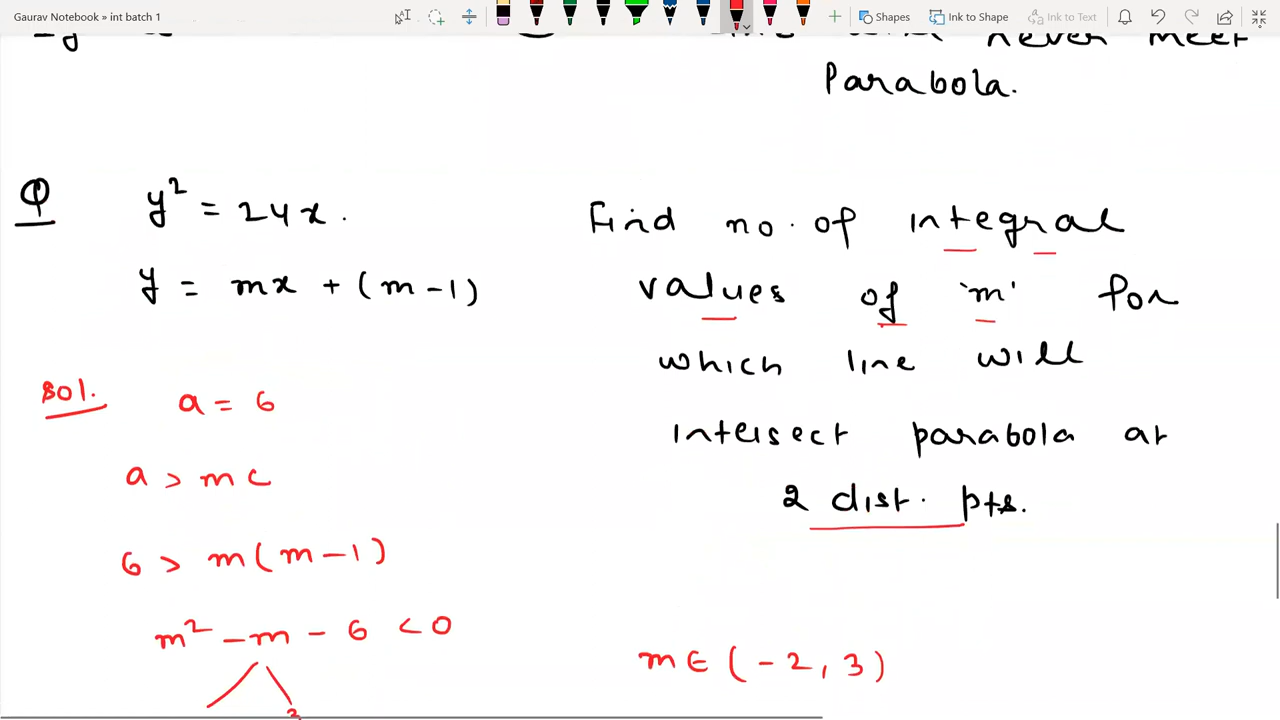 Gaurav Notebook » int batch 1
Shapes
Ink to Shape
Ink to Text
never meet
Parabola.
Q
y² = 24x.
y = mx + (m-1)
Find no. of integral
values of 'm' for
which line will
intersect parabola at
2 dist. pts.
Sol.
a = 6
a > mc
6 > m(m-1)
m² - m - 6 < 0
m ∈ (-2, 3)